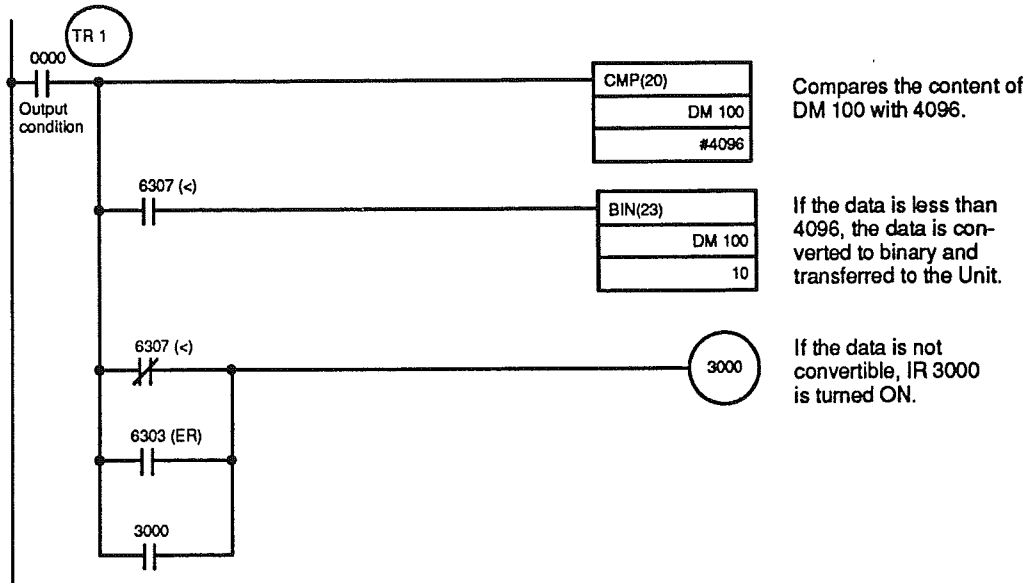 TR 1
0000
Output
condition
CMP(20)
DM 100
#4096
Compares the content of
DM 100 with 4096.
6307 (<)
BIN(23)
DM 100
10
If the data is less than
4096, the data is con-
verted to binary and
transferred to the Unit.
6307 (<)
3000
If the data is not
convertible, IR 3000
is turned ON.
6303 (ER)
3000